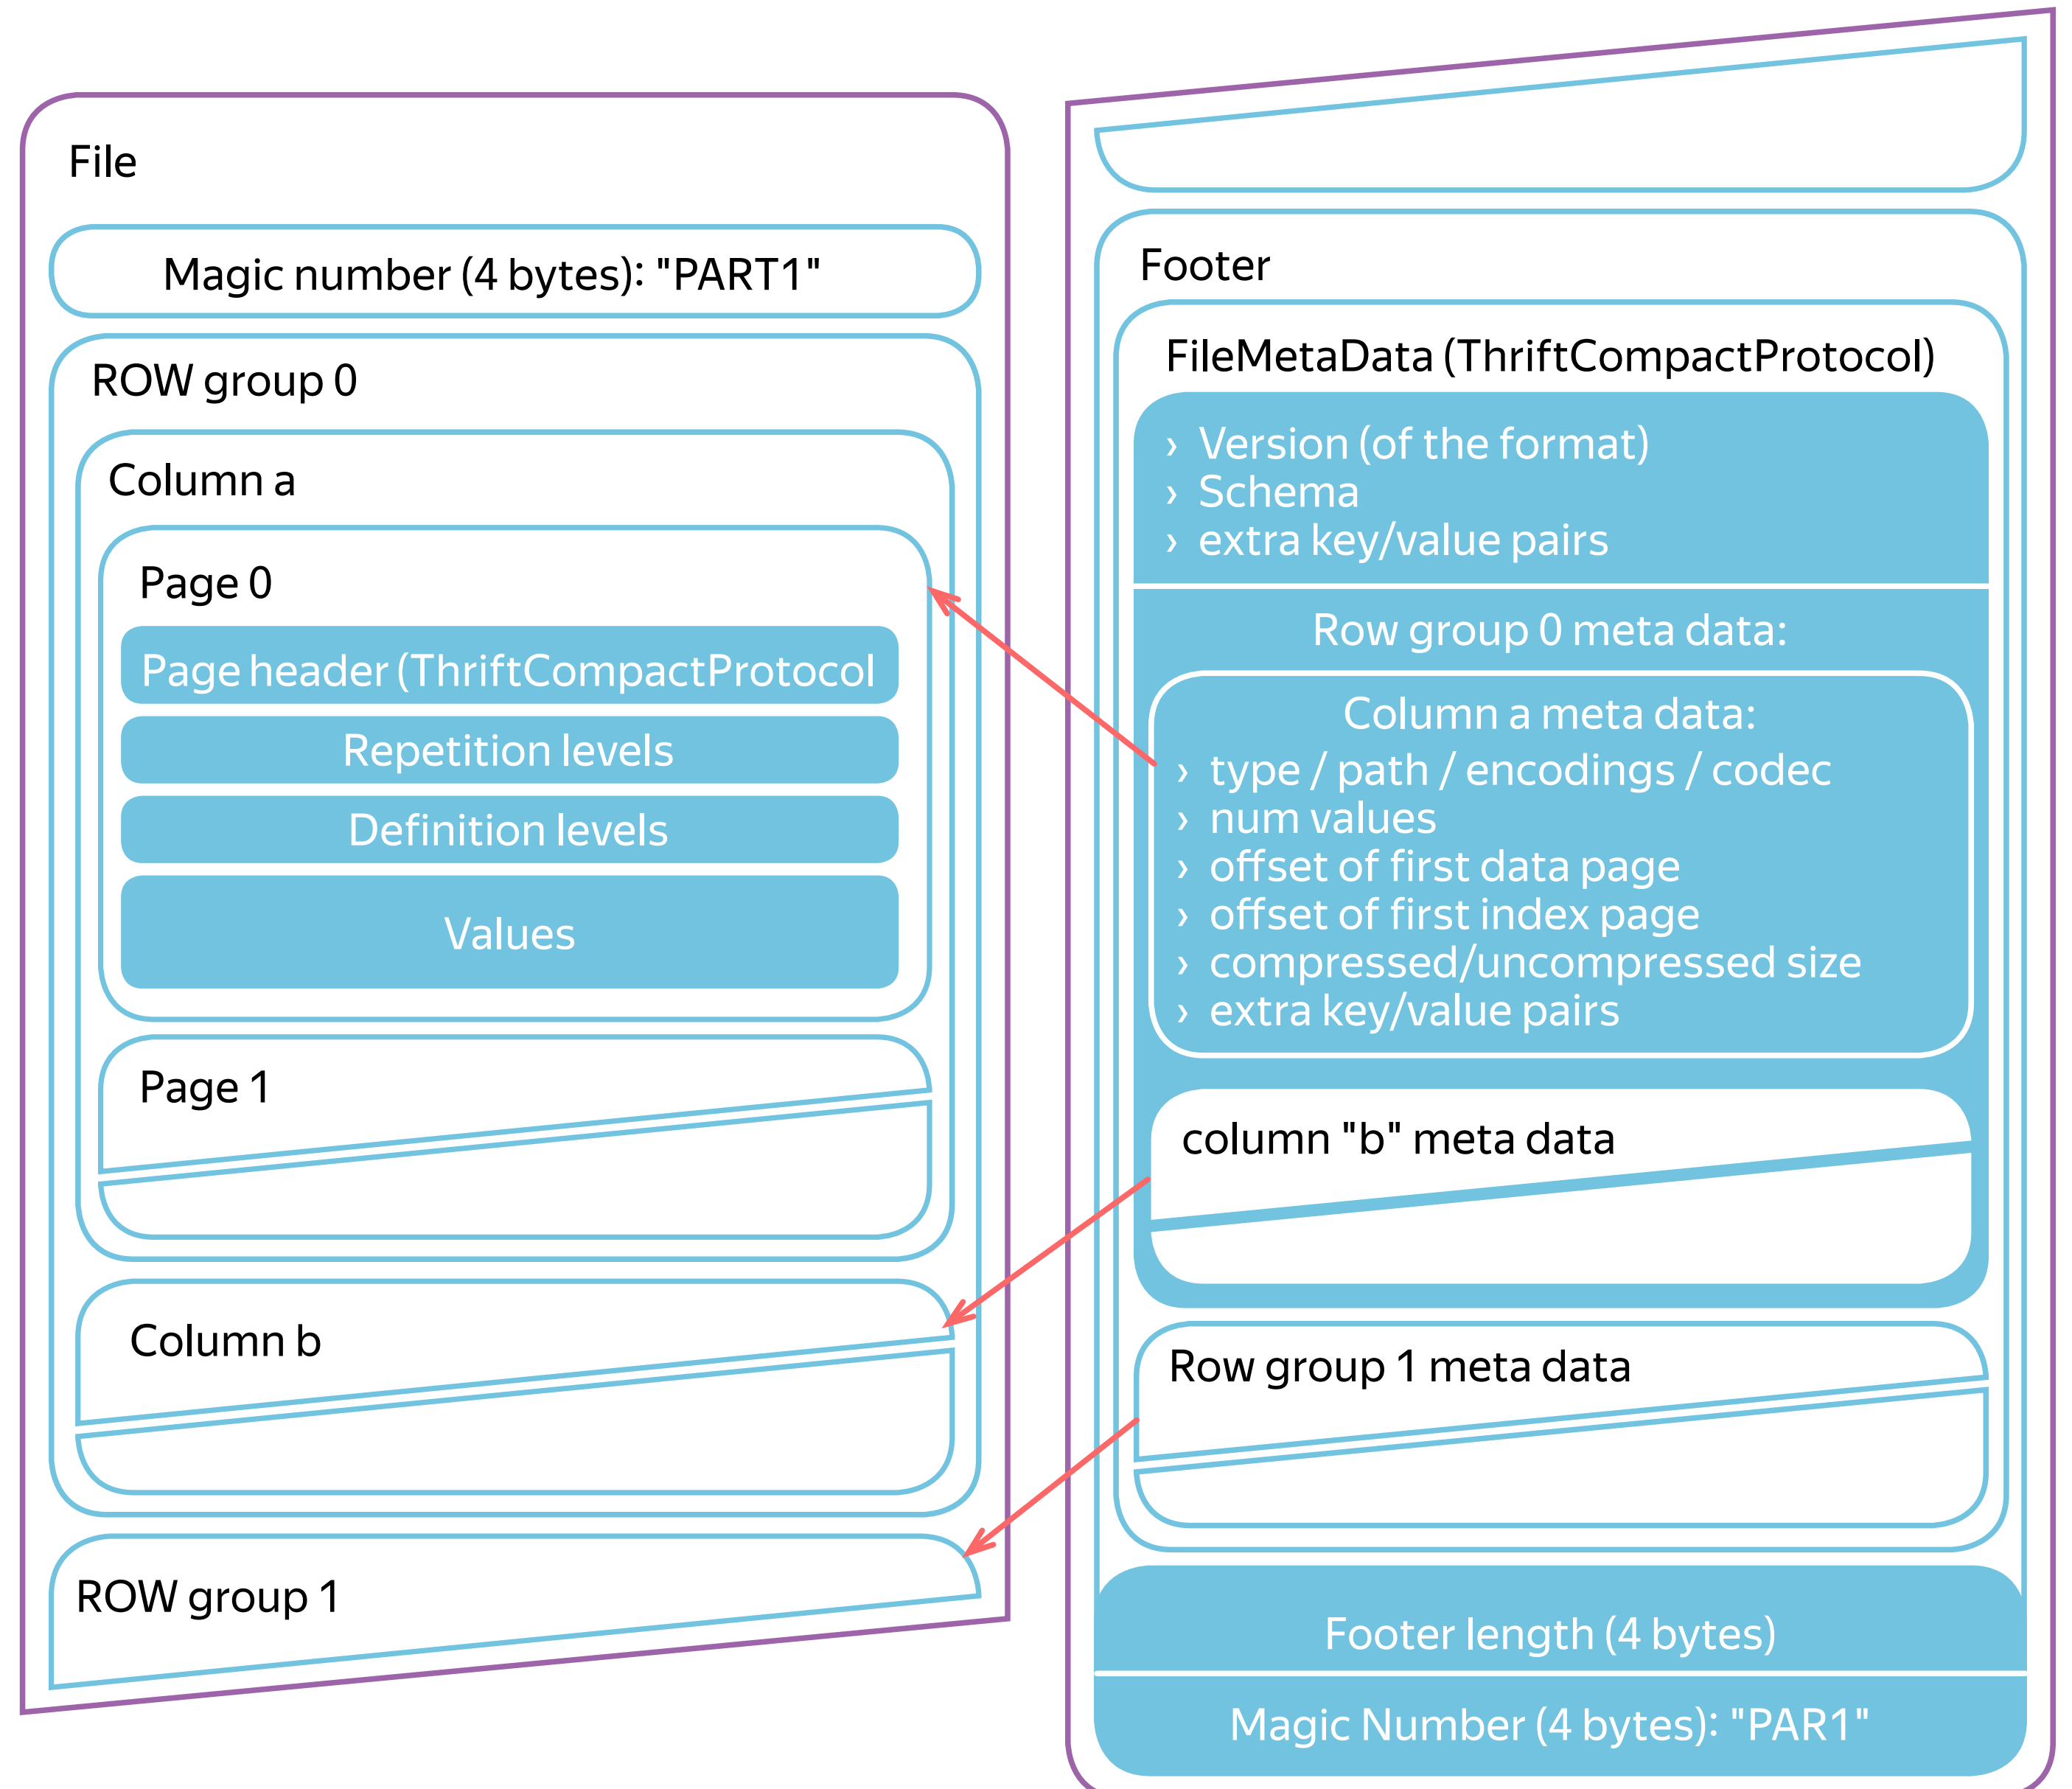 File
Magic number (4 bytes): "PART1"
ROW group 0
Column a
Page 0
Page header (ThriftCompactProtocol
Repetition levels
Definition levels
Values
Page 1
Column b
ROW group 1
Footer
FileMetaData (ThriftCompactProtocol)
› Version (of the format)
› Schema
› extra key/value pairs
Row group 0 meta data:
Column a meta data:
› type / path / encodings / codec
› num values
› offset of first data page
› offset of first index page
› compressed/uncompressed size
› extra key/value pairs
column "b" meta data
Row group 1 meta data
Footer length (4 bytes)
Magic Number (4 bytes): "PAR1"